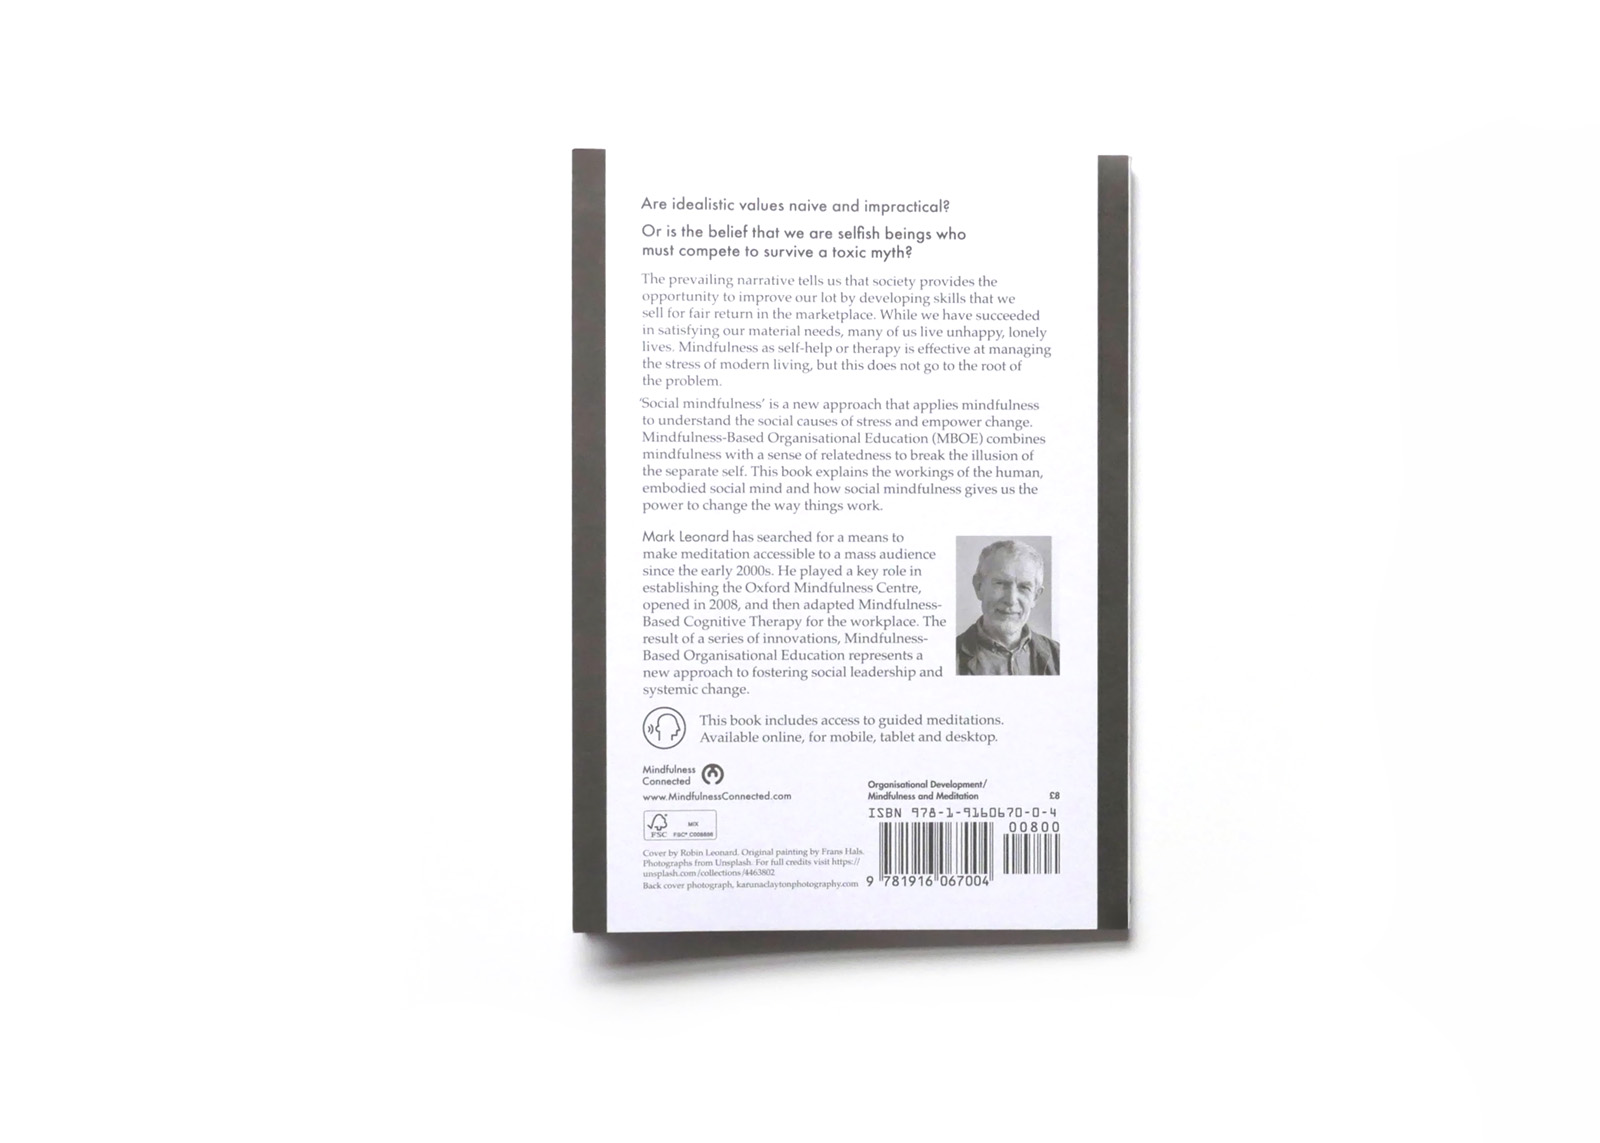 Are idealistic values naive and impractical?
Or is the belief that we are selfish beings who
must compete to survive a toxic myth?
The prevailing narrative tells us that society provides the
opportunity to improve our lot by developing skills that we
sell for fair return in the marketplace. While we have succeeded
in satisfying our material needs, many of us live unhappy, lonely
lives. Mindfulness as self-help or therapy is effective at managing
the stress of modern living, but this does not go to the root of
the problem.
'Social mindfulness' is a new approach that applies mindfulness
to understand the social causes of stress and empower change.
Mindfulness-Based Organisational Education (MBOE) combines
mindfulness with a sense of relatedness to break the illusion of
the separate self. This book explains the workings of the human,
embodied social mind and how social mindfulness gives us the
power to change the way things work.
Mark Leonard has searched for a means to
make meditation accessible to a mass audience
since the early 2000s. He played a key role in
establishing the Oxford Mindfulness Centre,
opened in 2008, and then adapted Mindfulness-
Based Cognitive Therapy for the workplace. The
result of a series of innovations, Mindfulness-
Based Organisational Education represents a
new approach to fostering social leadership and
systemic change.
This book includes access to guided meditations.
Available online, for mobile, tablet and desktop.
Mindfulness
Connected
www.MindfulnessConnected.com
FSC
MIX
FSC® C008886
Cover by Robin Leonard. Original painting by Frans Hals.
Photographs from Unsplash. For full credits visit https://
unsplash.com/collections/4463802
Back cover photograph, karunaclaytonphotography.com
Organisational Development/
Mindfulness and Meditation £8
ISBN 978-1-9160670-0-4
00800
9 781916 067004